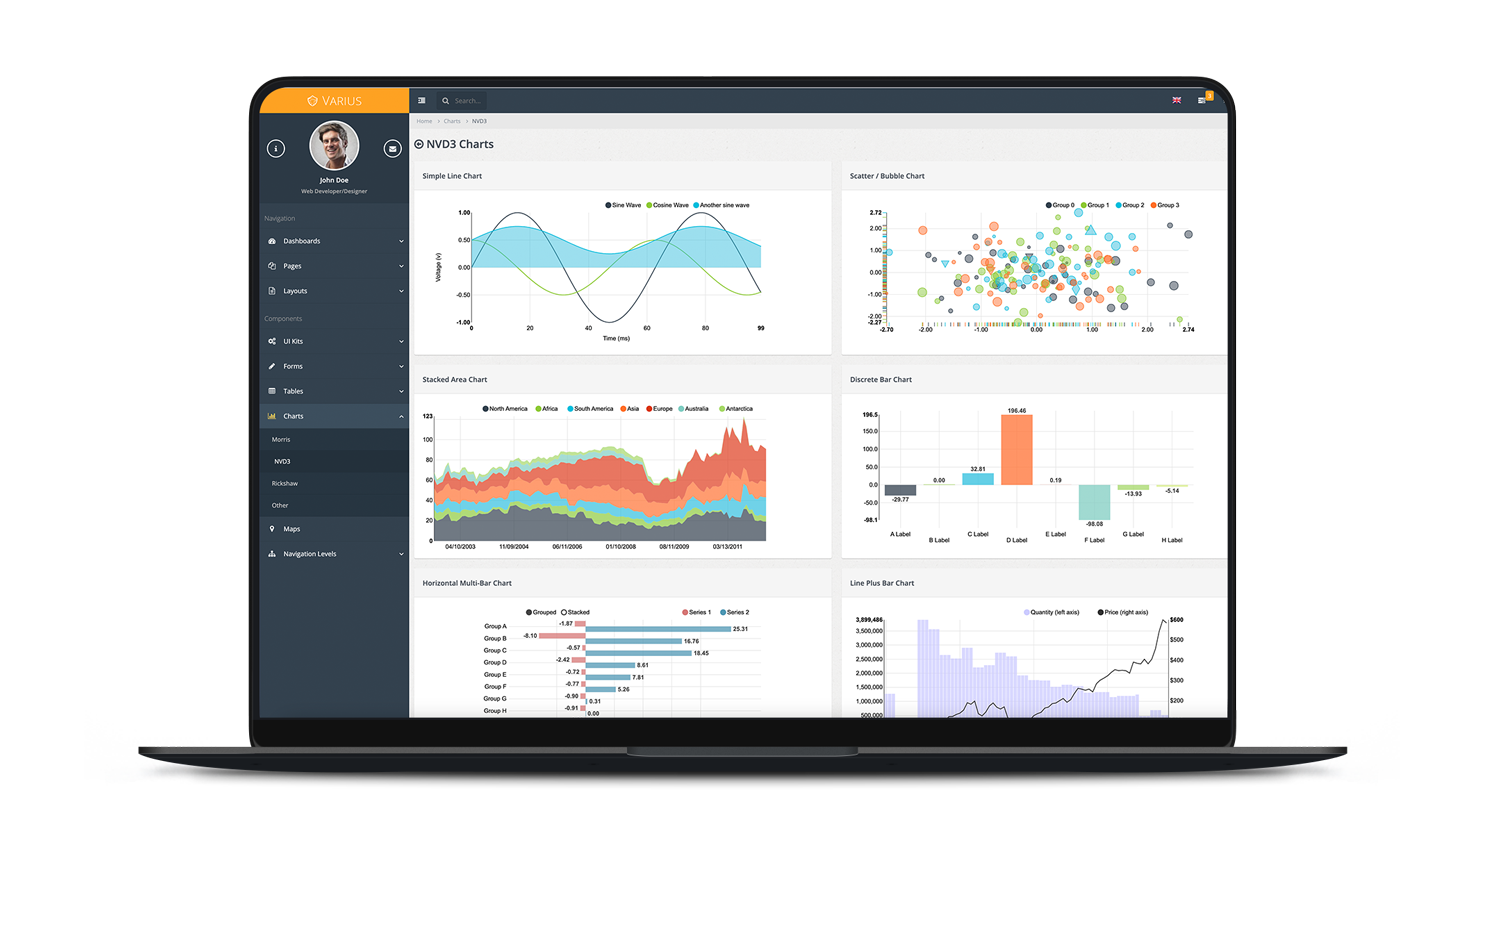 VARIUS
Search...
3
Home > Charts > NVD3
NVD3 Charts
i
John Doe
Web Developer/Designer
Navigation
Dashboards
Pages
Layouts
Components
UI Kits
Forms
Tables
Charts
Morris
NVD3
Rickshaw
Other
Maps
Navigation Levels
Simple Line Chart
Sine Wave Cosine Wave Another sine wave
Voltage (v)
1.00
0.50
0.00
-0.50
-1.00
0 20 40 60 80 99
Time (ms)
Scatter / Bubble Chart
Group 0 Group 1 Group 2 Group 3
2.72
2.00
1.00
0.00
-1.00
-2.00
-2.27
-2.70 -2.00 -1.00 0.00 1.00 2.00 2.74
Stacked Area Chart
North America Africa South America Asia Europe Australia Antarctica
123
100
80
60
40
20
0
04/10/2003 11/09/2004 06/11/2006 01/10/2008 08/11/2009 03/13/2011
Discrete Bar Chart
196.5
150.0
100.0
50.0
0.0
-50.0
-98.1
-29.77
0.00
32.81
196.46
0.19
-98.08
-13.93
-5.14
A Label B Label C Label D Label E Label F Label G Label H Label
Horizontal Multi-Bar Chart
Grouped Stacked Series 1 Series 2
Group A -1.87 25.31
Group B -8.10 16.76
Group C -0.57 18.45
Group D -2.42 8.61
Group E -0.72 7.81
Group F -0.77 5.26
Group G -0.90 0.31
Group H -0.91 0.00
Line Plus Bar Chart
Quantity (left axis) Price (right axis)
3,899,486
3,500,000
3,000,000
2,500,000
2,000,000
1,500,000
1,000,000
500,000
$600
$500
$400
$300
$200